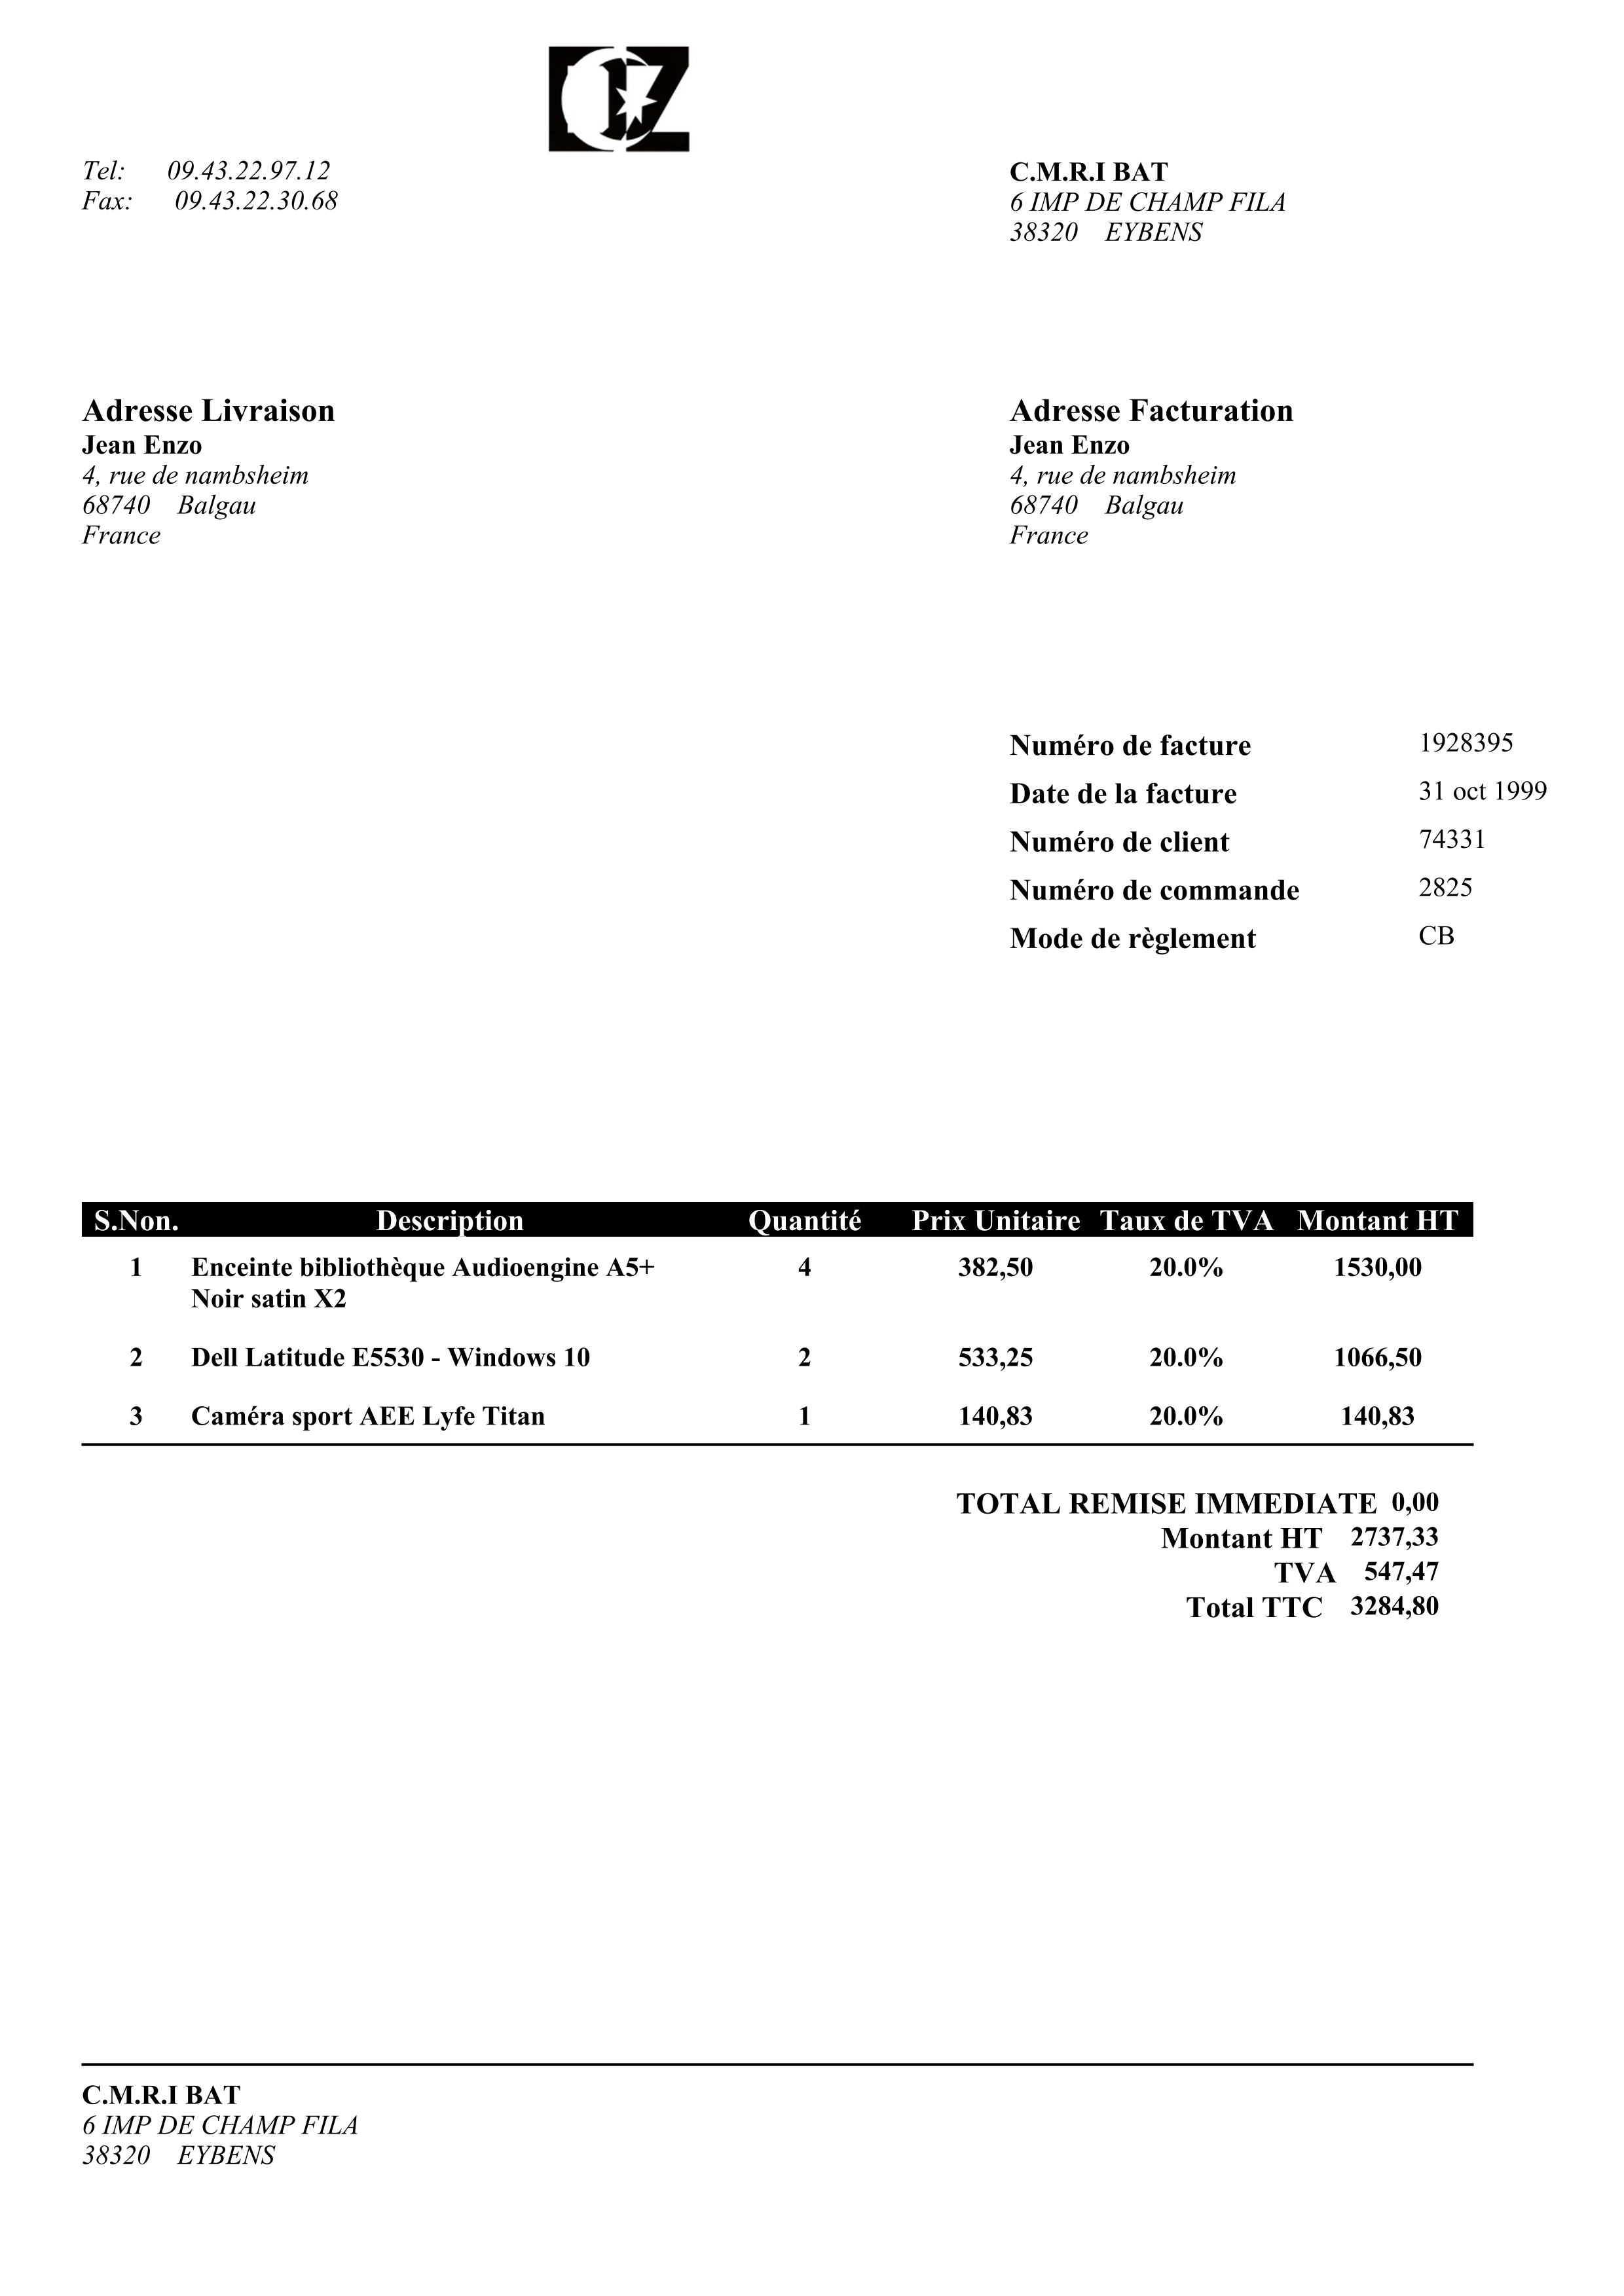 Tel: 09.43.22.97.12
Fax: 09.43.22.30.68
C.M.R.I BAT
6 IMP DE CHAMP FILA
38320 EYBENS
Adresse Livraison
Jean Enzo
4, rue de nambsheim
68740 Balgau
France
Adresse Facturation
Jean Enzo
4, rue de nambsheim
68740 Balgau
France
Numéro de facture 1928395
Date de la facture 31 oct 1999
Numéro de client 74331
Numéro de commande 2825
Mode de règlement CB
S.Non. Description Quantité Prix Unitaire Taux de TVA Montant HT
1 Enceinte bibliothèque Audioengine A5+ 4 382,50 20.0% 1530,00
Noir satin X2
2 Dell Latitude E5530 - Windows 10 2 533,25 20.0% 1066,50
3 Caméra sport AEE Lyfe Titan 1 140,83 20.0% 140,83
TOTAL REMISE IMMEDIATE 0,00
Montant HT 2737,33
TVA 547,47
Total TTC 3284,80
C.M.R.I BAT
6 IMP DE CHAMP FILA
38320 EYBENS